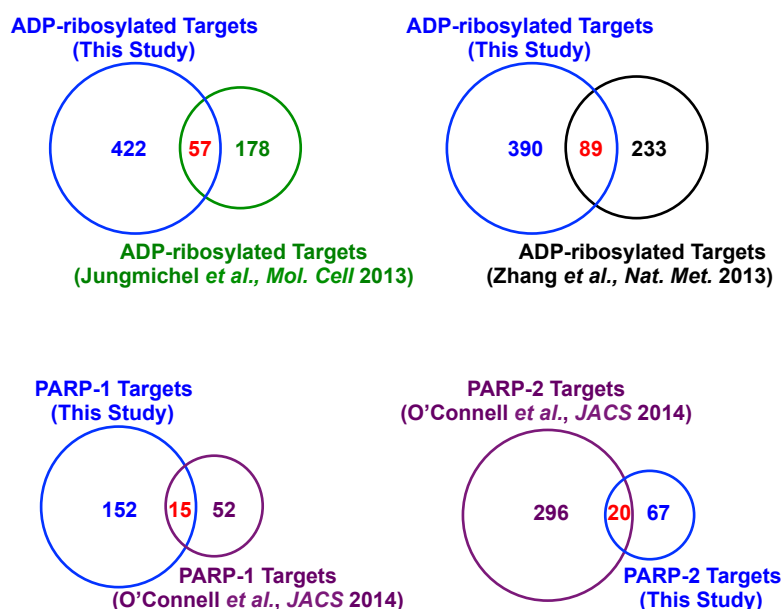 ADP-ribosylated Targets
(This Study)
422
57
178
ADP-ribosylated Targets
(Jungmichel et al., Mol. Cell 2013)
ADP-ribosylated Targets
(This Study)
390
89
233
ADP-ribosylated Targets
(Zhang et al., Nat. Met. 2013)
PARP-1 Targets
(This Study)
152
15
52
PARP-1 Targets
(O'Connell et al., JACS 2014)
PARP-2 Targets
(O'Connell et al., JACS 2014)
296
20
67
PARP-2 Targets
(This Study)